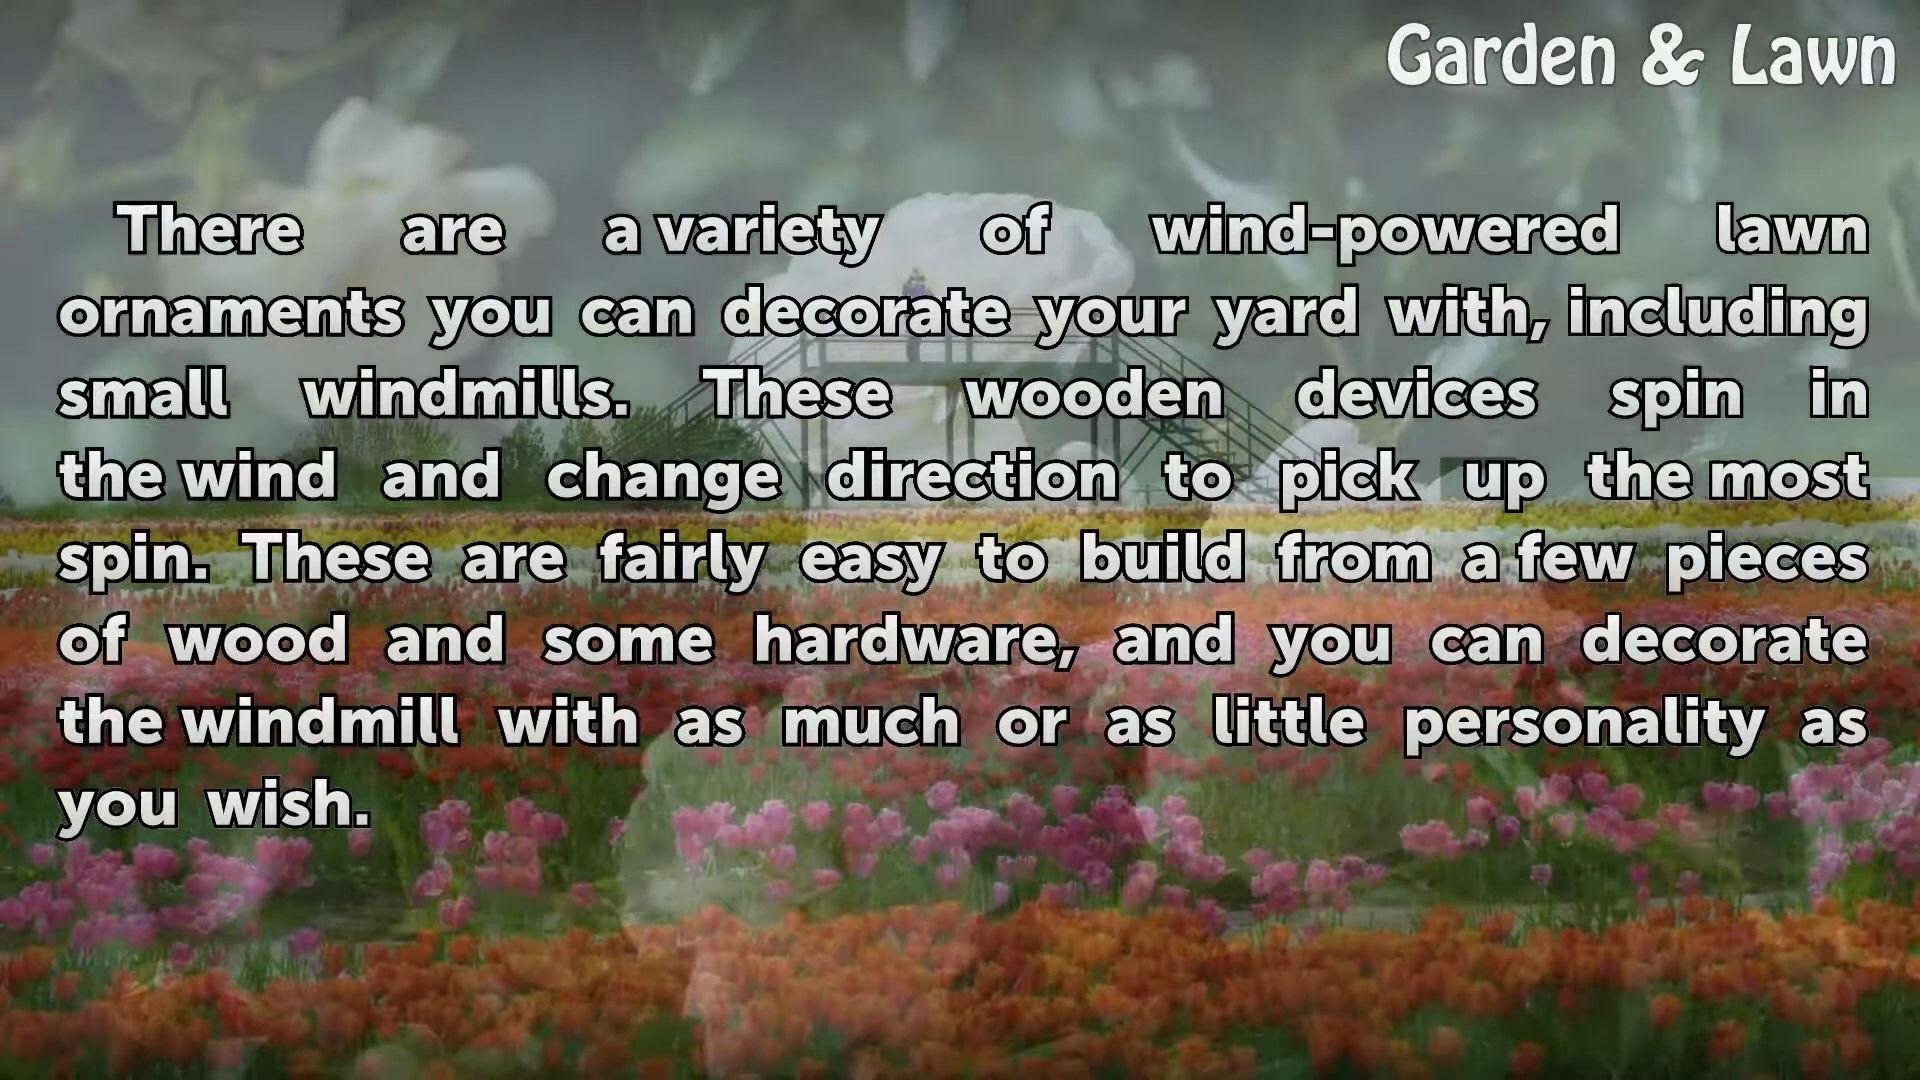 Garden & Lawn
There are a variety of wind-powered lawn
ornaments you can decorate your yard with, including
small windmills. These wooden devices spin in
the wind and change direction to pick up the most
spin. These are fairly easy to build from a few pieces
of wood and some hardware, and you can decorate
the windmill with as much or as little personality as
you wish.